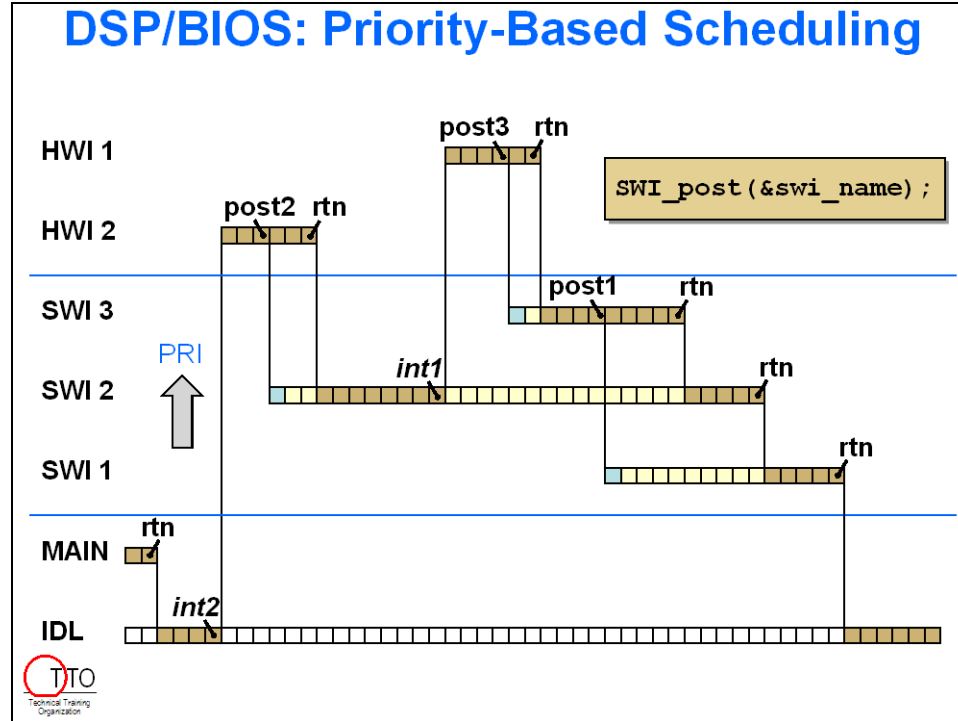 DSP/BIOS: Priority-Based Scheduling
post3 rtn
HWI 1
SWI_post(&swi_name);
post2 rtn
HWI 2
post1 rtn
SWI 3
PRI
int1 rtn
SWI 2
rtn
SWI 1
rtn
MAIN
int2
IDL
TTO
Technical Training
Organization